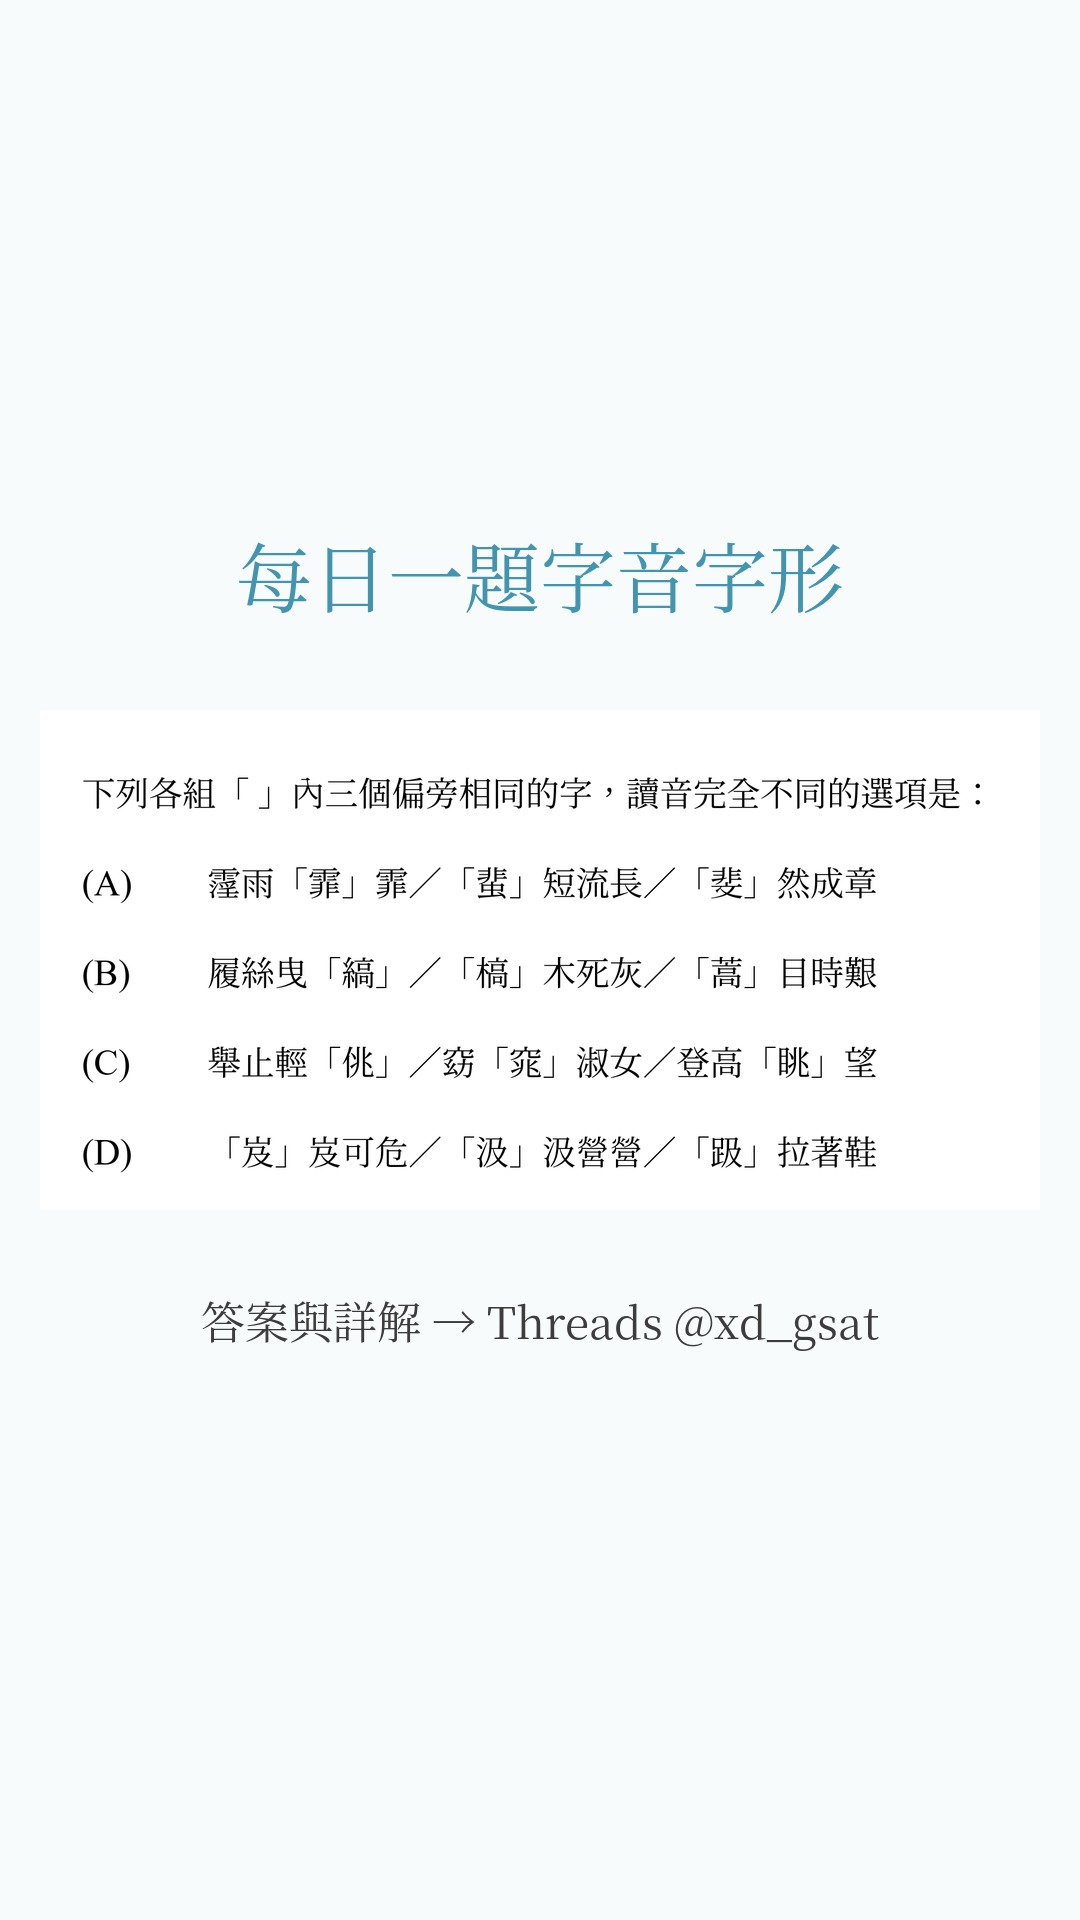 每日一題字音字形
下列各組「 」內三個偏旁相同的字，讀音完全不同的選項是：
(A) 霪雨「霏」霏／「蜚」短流長／「斐」然成章
(B) 履絲曳「縞」／「槁」木死灰／「蒿」目時艱
(C) 舉止輕「佻」／窈「窕」淑女／登高「眺」望
(D) 「岌」岌可危／「汲」汲營營／「趿」拉著鞋
答案與詳解 → Threads @xd_gsat